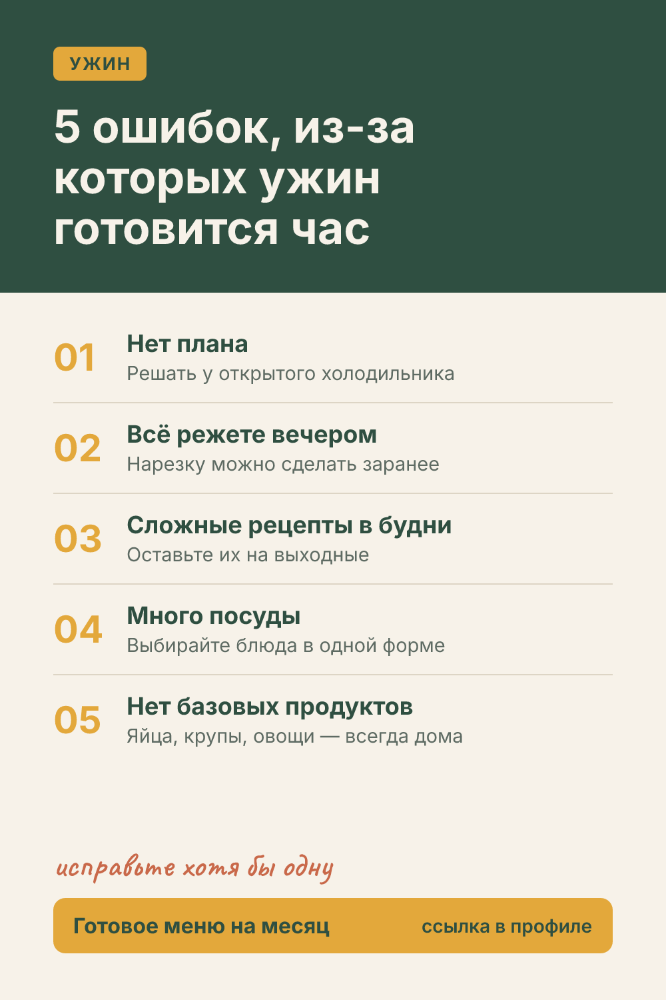 УЖИН
5 ошибок, из-за
которых ужин
готовится час
01
Нет плана
Решать у открытого холодильника
02
Всё режете вечером
Нарезку можно сделать заранее
03
Сложные рецепты в будни
Оставьте их на выходные
04
Много посуды
Выбирайте блюда в одной форме
05
Нет базовых продуктов
Яйца, крупы, овощи — всегда дома
исправьте хотя бы одну
Готовое меню на месяц
ссылка в профиле